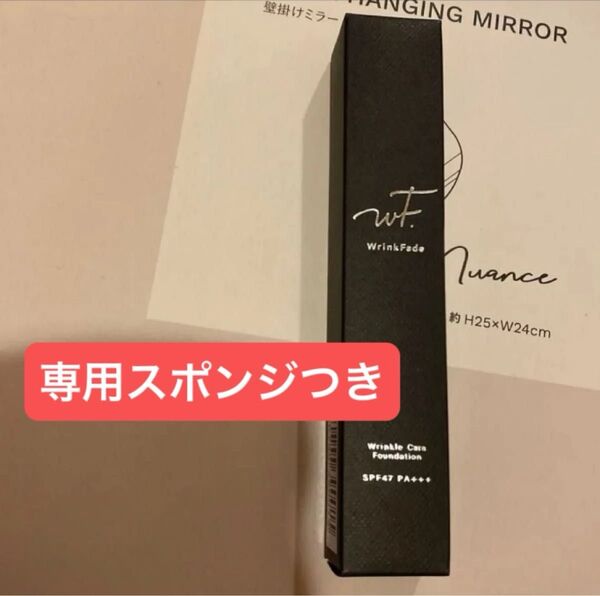 HANGING MIRROR
壁掛けミラー
wF.
WrinkFade
Nuance
約 H25×W24cm
専用スポンジつき
Wrinkle Care
Foundation
SPF47 PA+++